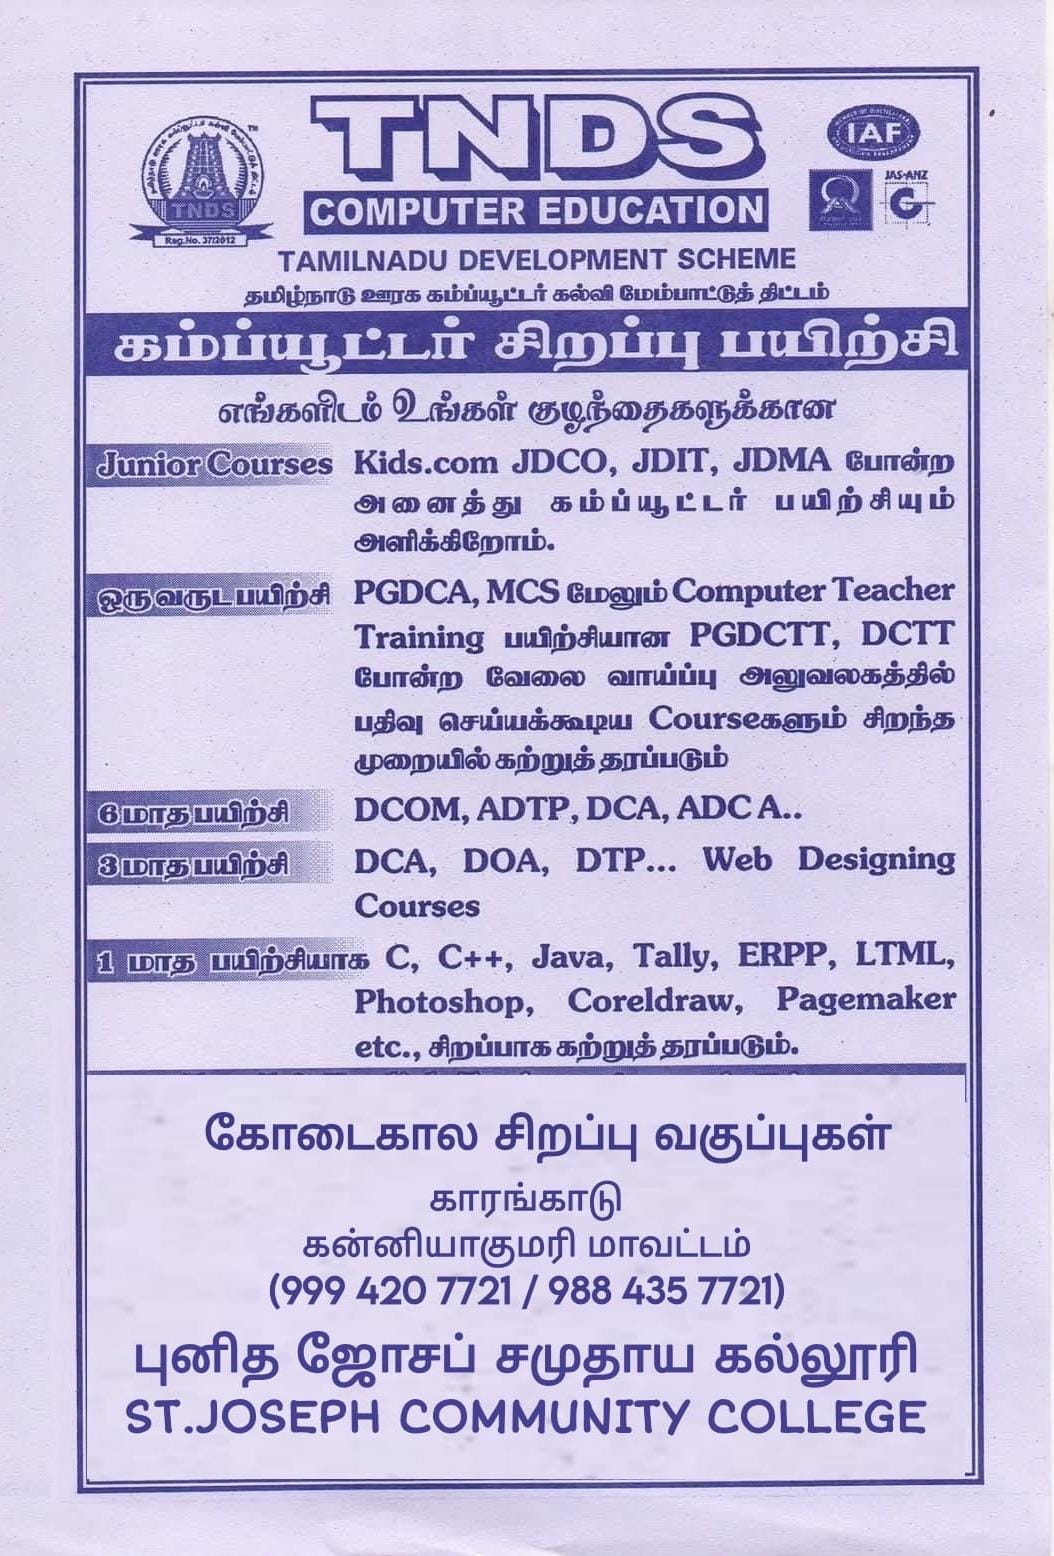 TNDS
COMPUTER EDUCATION
TAMILNADU DEVELOPMENT SCHEME
தமிழ்நாடு ஊரக கம்ப்யூட்டர் கல்வி மேம்பாட்டுத் திட்டம்
TNDS
Reg.No. 37/2012
TM
IAF
JAS-ANZ
கம்ப்யூட்டர் சிறப்பு பயிற்சி
எங்களிடம் உங்கள் குழந்தைகளுக்கான
Junior Courses Kids.com JDCO, JDIT, JDMA போன்ற
அனைத்து கம்ப்யூட்டர் பயிற்சியும்
அளிக்கிறோம்.
ஒரு வருட பயிற்சி PGDCA, MCS மேலும் Computer Teacher
Training பயிற்சியான PGDCTT, DCTT
போன்ற வேலை வாய்ப்பு அலுவலகத்தில்
பதிவு செய்யக்கூடிய Courseகளும் சிறந்த
முறையில் கற்றுத் தரப்படும்
6 மாத பயிற்சி DCOM, ADTP, DCA, ADC A..
3 மாத பயிற்சி DCA, DOA, DTP... Web Designing
Courses
1 மாத பயிற்சியாக C, C++, Java, Tally, ERPP, LTML,
Photoshop, Coreldraw, Pagemaker
etc., சிறப்பாக கற்றுத் தரப்படும்.
கோடைகால சிறப்பு வகுப்புகள்
காரங்காடு
கன்னியாகுமரி மாவட்டம்
(999 420 7721 / 988 435 7721)
புனித ஜோசப் சமுதாய கல்லூரி
ST.JOSEPH COMMUNITY COLLEGE